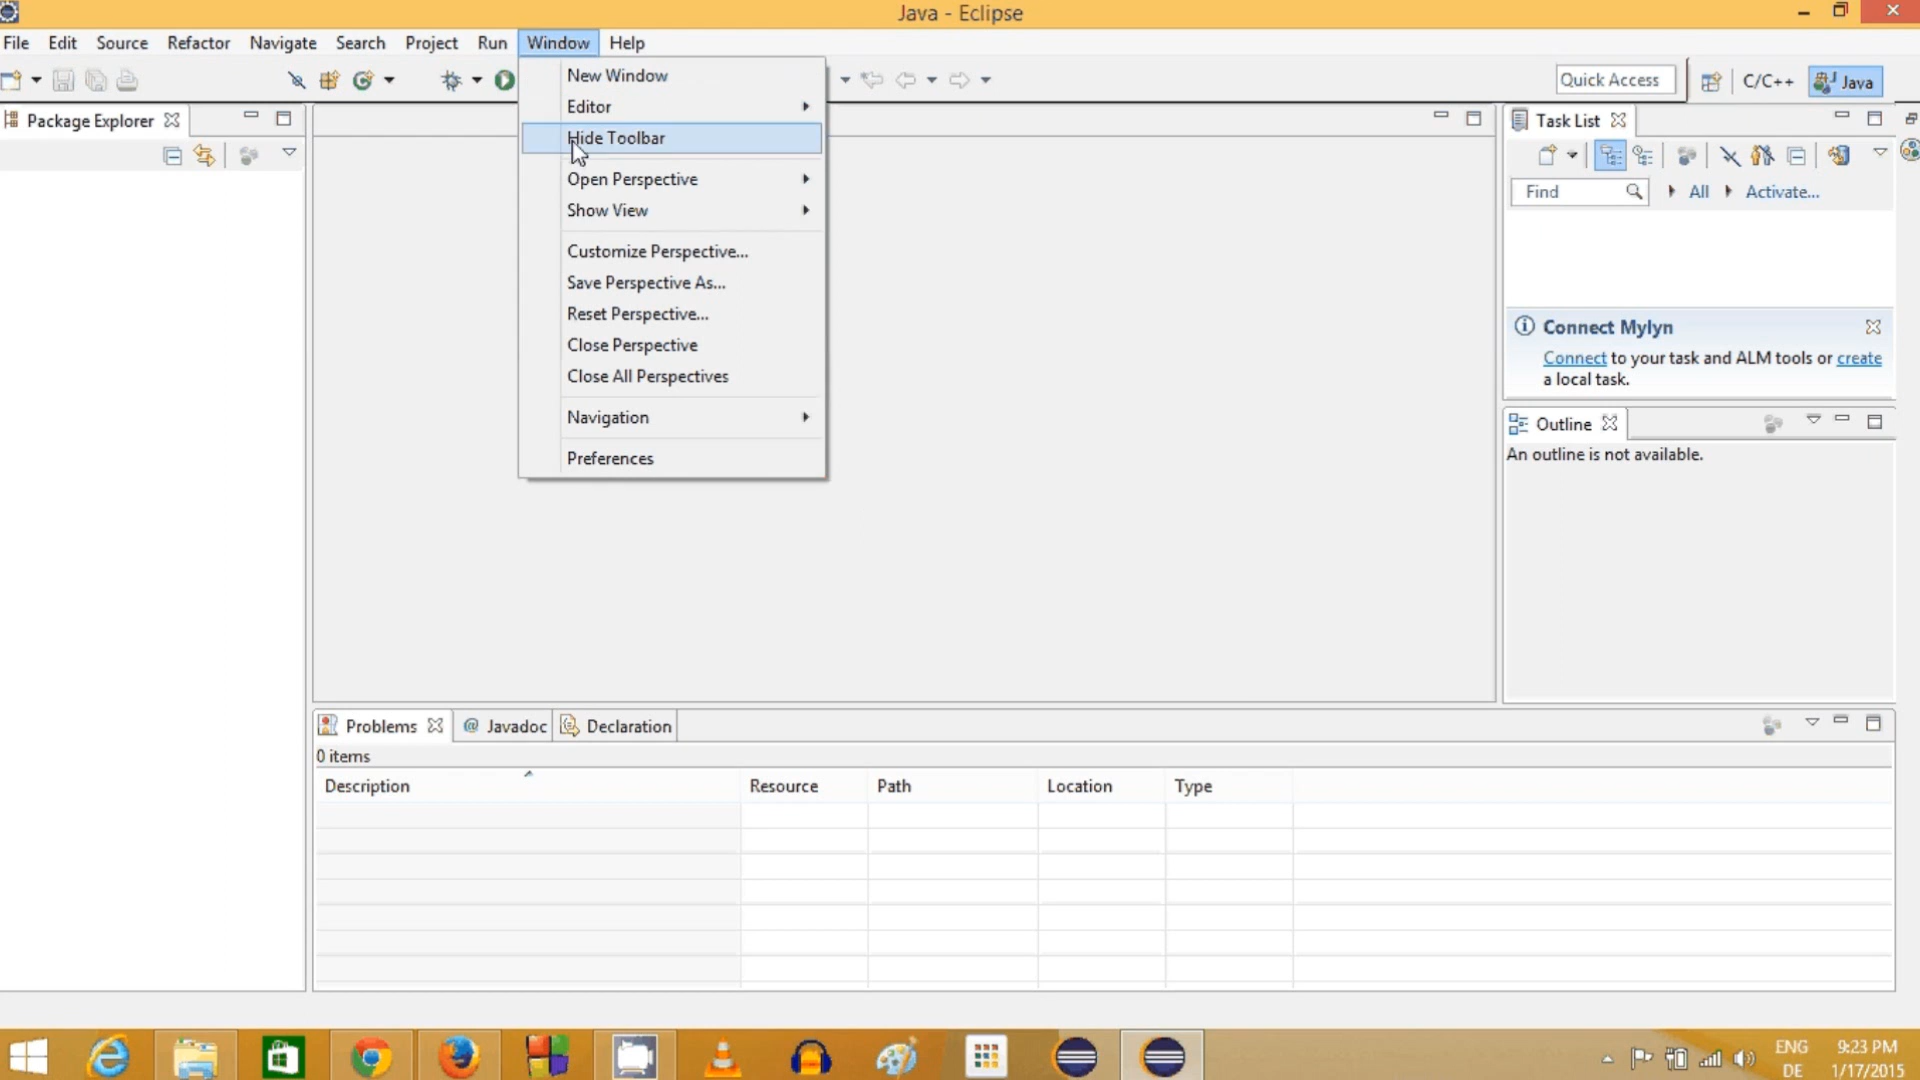 Java - Eclipse
File Edit Source Refactor Navigate Search Project Run Window Help
Quick Access C/C++ Java
New Window
Editor
Hide Toolbar
Open Perspective
Show View
Customize Perspective...
Save Perspective As...
Reset Perspective...
Close Perspective
Close All Perspectives
Navigation
Preferences
Package Explorer
Task List
Find All Activate...
Connect Mylyn
Connect to your task and ALM tools or create
a local task.
Outline
An outline is not available.
Problems @ Javadoc Declaration
0 items
Description Resource Path Location Type
ENG 9:23 PM
DE 1/17/2015